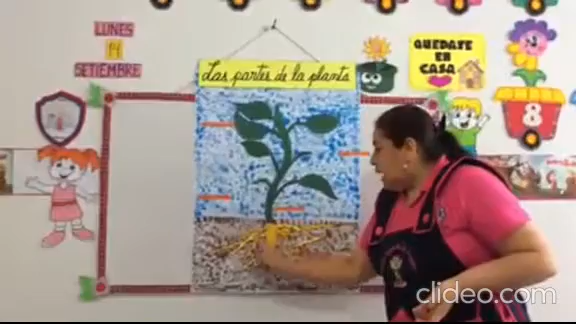 LUNES
14
SETIEMBRE
Las partes de la planta
QUEDATE
EN
CASA
8
clideo.com